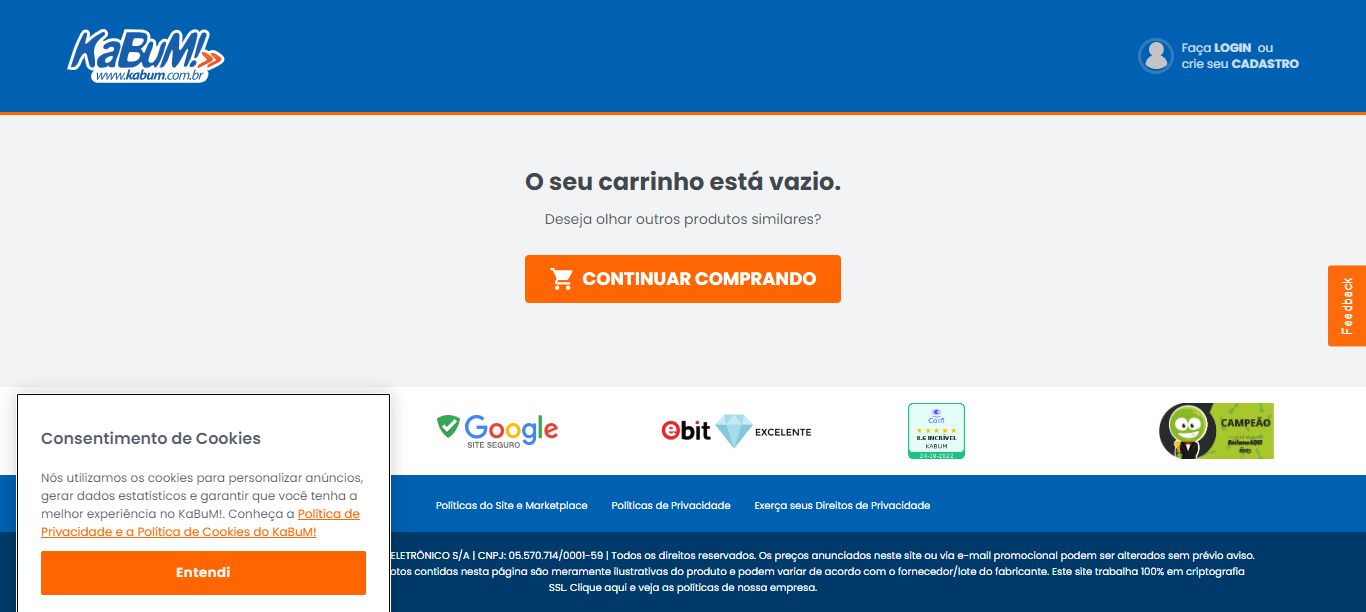 KaBuM!
www.kabum.com.br
Faça LOGIN ou
crie seu CADASTRO
O seu carrinho está vazio.
Deseja olhar outros produtos similares?
CONTINUAR COMPRANDO
Feedback
Consentimento de Cookies
Nós utilizamos os cookies para personalizar anúncios,
gerar dados estatísticos e garantir que você tenha a
melhor experiência no KaBuM!. Conheça a Política de
Privacidade e a Política de Cookies do KaBuM!
Entendi
Google
SITE SEGURO
ebit
EXCELENTE
Confi
8.6 INCRÍVEL
KABUM
24-10-2022
CAMPEÃO
ReclameAQUI
Políticas do Site e Marketplace
Políticas de Privacidade
Exerça seus Direitos de Privacidade
ELETRÔNICO S/A | CNPJ: 05.570.714/0001-59 | Todos os direitos reservados. Os preços anunciados neste site ou via e-mail promocional podem ser alterados sem prévio aviso.
otos contidas nesta página são meramente ilustrativas do produto e podem variar de acordo com o fornecedor/lote do fabricante. Este site trabalha 100% em criptografia
SSL. Clique aqui e veja as políticas de nossa empresa.